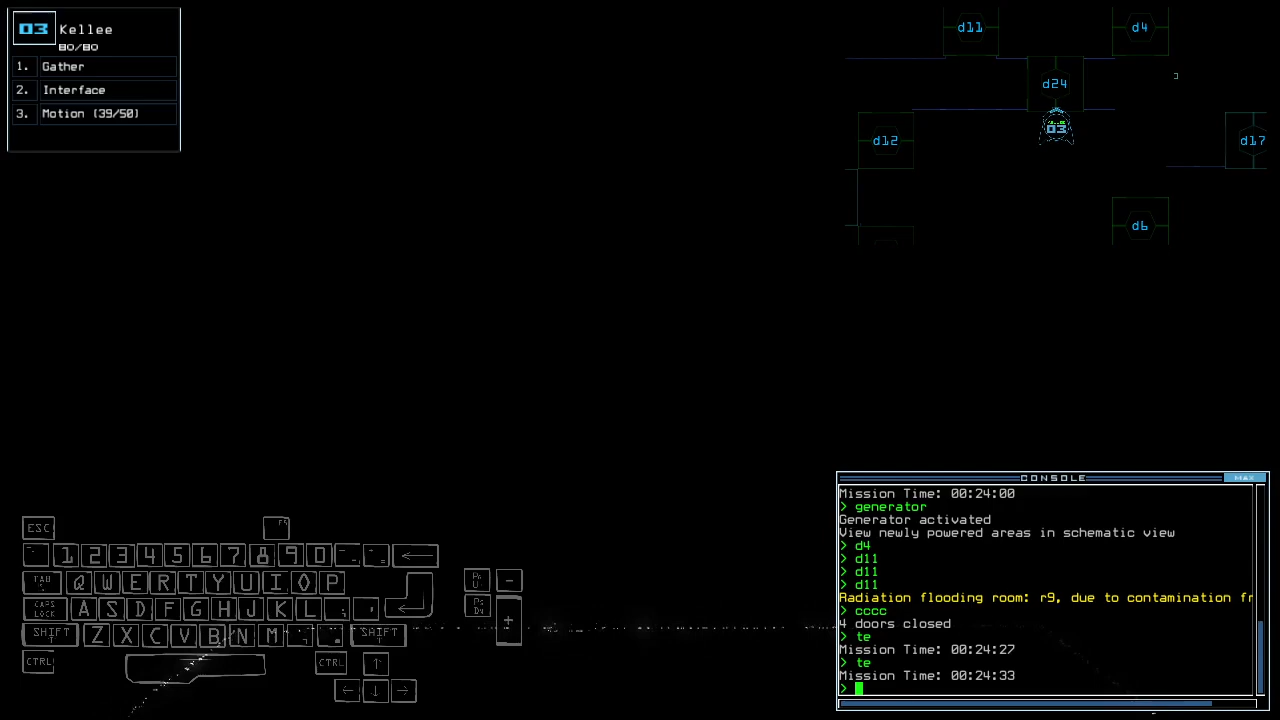 03 Kellee
80/80
1. Gather
2. Interface
3. Motion (39/50)
d11
d4
d24
03
d12
d17
d6
CONSOLE
MAX
Mission Time: 00:24:00
> generator
Generator activated
View newly powered areas in schematic view
> d4
> d11
> d11
> d11
Radiation flooding room: r9, due to contamination fr
> cccc
4 doors closed
> te
Mission Time: 00:24:27
> te
Mission Time: 00:24:33
>
ESC
1 2 3 4 5 6 7 8 9 0
TAB Q W E R T Y U I O P
CAPS LOCK A S D F G H J K L ; '
SHIFT Z X C V B N M , . SHIFT
CTRL CTRL